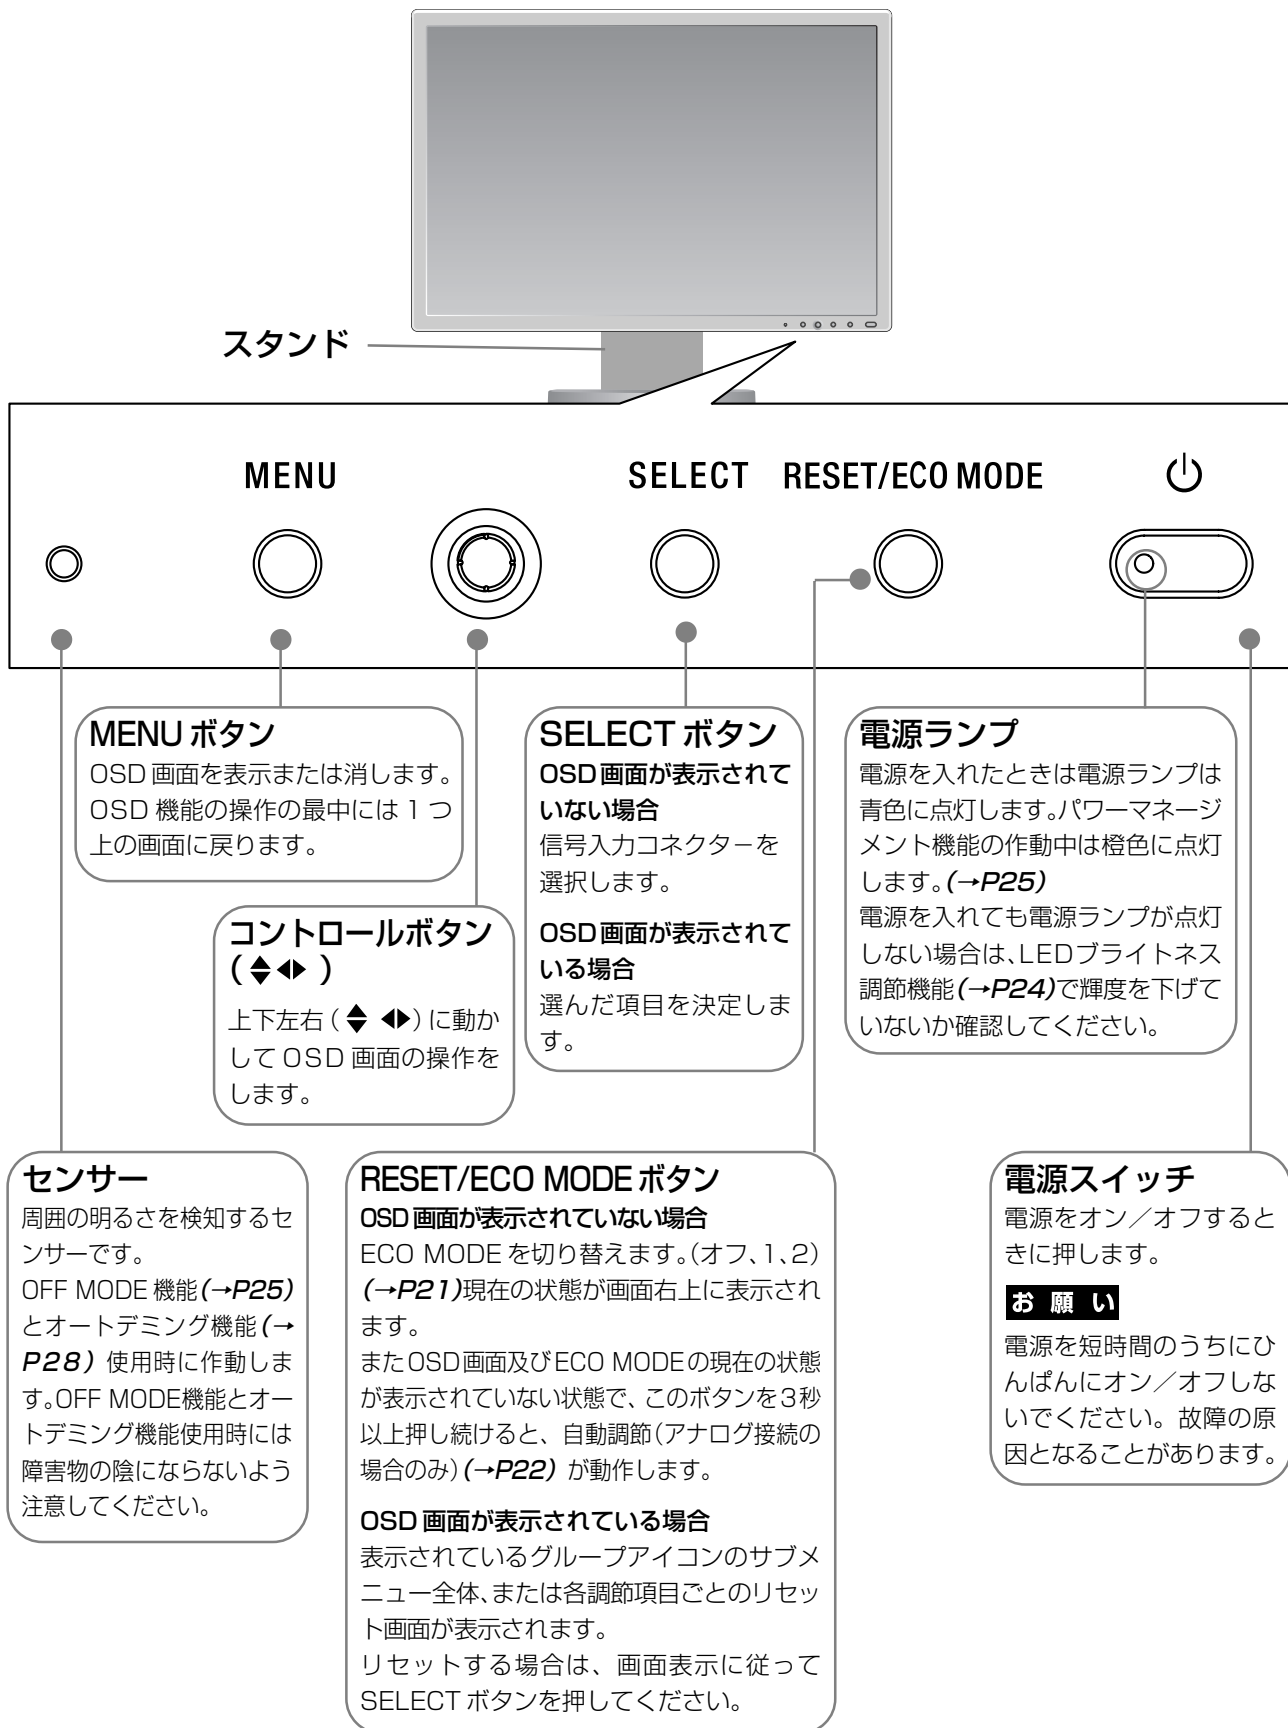 スタンド
MENU
SELECT
RESET/ECO MODE
MENU ボタン
OSD 画面を表示または消します。
OSD 機能の操作の最中には 1 つ
上の画面に戻ります。
コントロールボタン
(▲▼◀▶)
上下左右(▲▼ ◀▶)に動か
して OSD 画面の操作を
します。
SELECT ボタン
OSD 画面が表示されて
いない場合
信号入力コネクターを
選択します。
OSD 画面が表示されて
いる場合
選んだ項目を決定しま
す。
電源ランプ
電源を入れたときは電源ランプは
青色に点灯します。パワーマネージ
メント機能の作動中は橙色に点灯
します。(→P25)
電源を入れても電源ランプが点灯
しない場合は、LEDブライトネス
調節機能(→P24)で輝度を下げて
いないか確認してください。
センサー
周囲の明るさを検知するセ
ンサーです。
OFF MODE 機能(→P25)
とオートデミング機能(→
P28)使用時に作動しま
す。OFF MODE機能とオー
トデミング機能使用時には
障害物の陰にならないよう
注意してください。
RESET/ECO MODE ボタン
OSD 画面が表示されていない場合
ECO MODE を切り替えます。(オフ、1、2)
(→P21)現在の状態が画面右上に表示され
ます。
またOSD画面及びECO MODEの現在の状態
が表示されていない状態で、このボタンを3秒
以上押し続けると、自動調節(アナログ接続の
場合のみ)(→P22)が動作します。
OSD 画面が表示されている場合
表示されているグループアイコンのサブメ
ニュー全体、または各調節項目ごとのリセッ
ト画面が表示されます。
リセットする場合は、画面表示に従って
SELECT ボタンを押してください。
電源スイッチ
電源をオン/オフすると
きに押します。
お願い
電源を短時間のうちにひ
んぱんにオン/オフしな
いでください。故障の原
因となることがあります。